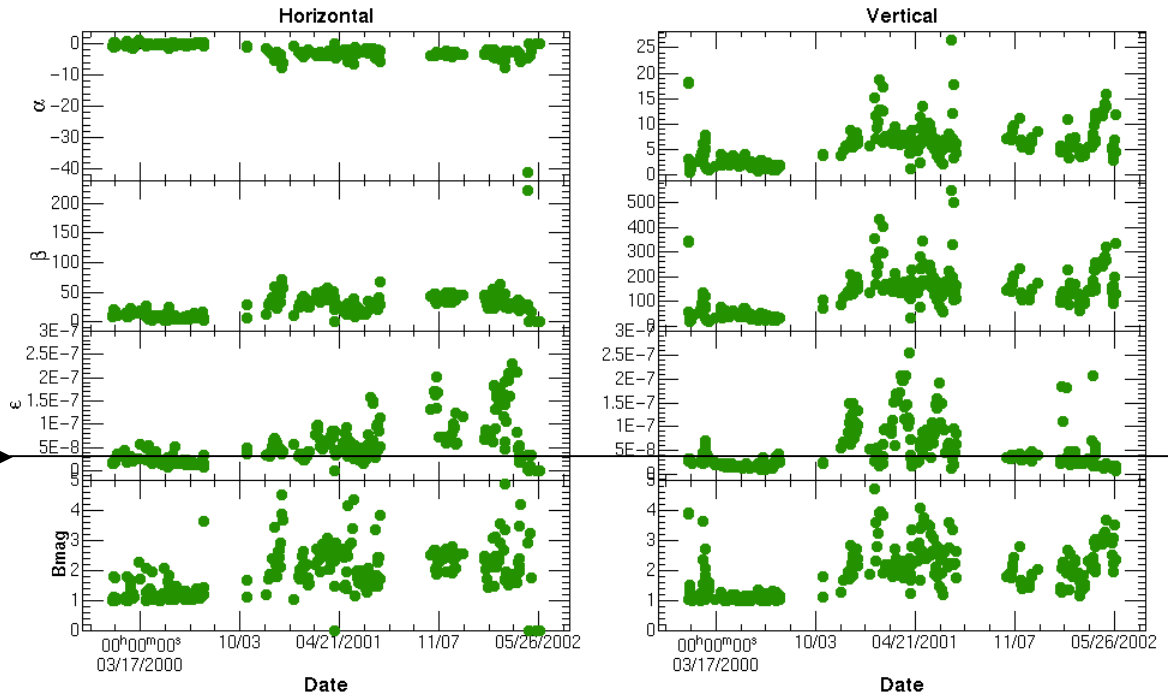 Horizontal
Vertical
0
-10
-20
-30
-40
α
25
20
15
10
5
0
200
150
100
50
0
β
500
400
300
200
100
0
3E-7
2.5E-7
2E-7
1.5E-7
1E-7
5E-8
0
ε
3E-7
2.5E-7
2E-7
1.5E-7
1E-7
5E-8
0
5
4
3
2
1
0
Bmag
5
4
3
2
1
0
00h00m00s 10/03 04/21/2001 11/07 05/26/2002
03/17/2000
Date
00h00m00s 10/03 04/21/2001 11/07 05/26/2002
03/17/2000
Date